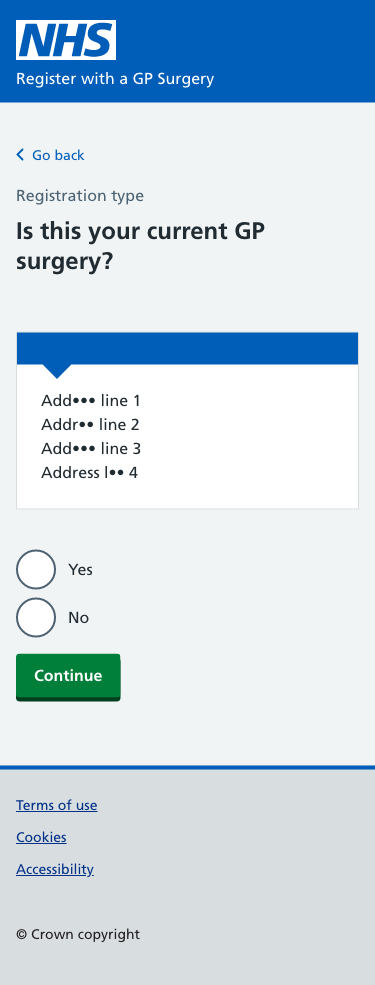 NHS
Register with a GP Surgery
Go back
Registration type
Is this your current GP
surgery?
Add••• line 1
Addr•• line 2
Add••• line 3
Address l•• 4
Yes
No
Continue
Terms of use
Cookies
Accessibility
© Crown copyright